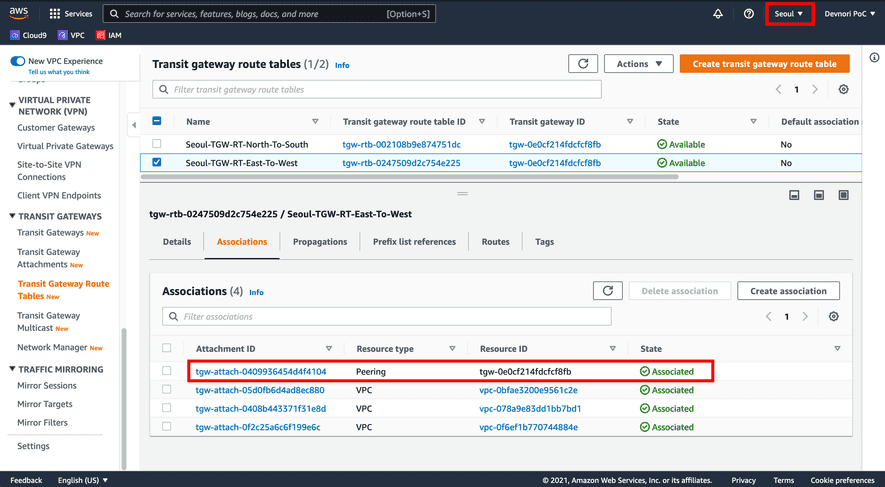 aws
Services
Search for services, features, blogs, docs, and more
[Option+S]
Seoul ▼
Devnori PoC ▼
Cloud9
VPC
IAM
New VPC Experience
Tell us what you think
VIRTUAL PRIVATE
NETWORK (VPN)
Customer Gateways
Virtual Private Gateways
Site-to-Site VPN
Connections
Client VPN Endpoints
TRANSIT GATEWAYS
Transit Gateways New
Transit Gateway
Attachments New
Transit Gateway Route
Tables New
Transit Gateway
Multicast New
Network Manager New
TRAFFIC MIRRORING
Mirror Sessions
Mirror Targets
Mirror Filters
Settings
Transit gateway route tables (1/2) Info
Actions ▼
Create transit gateway route table
Filter transit gateway route tables
1
Name
Transit gateway route table ID
Transit gateway ID
State
Default association
Seoul-TGW-RT-North-To-South
tgw-rtb-002108b9e874751dc
tgw-0e0cf214fdcfcf8fb
Available
No
Seoul-TGW-RT-East-To-West
tgw-rtb-0247509d2c754e225
tgw-0e0cf214fdcfcf8fb
Available
No
tgw-rtb-0247509d2c754e225 / Seoul-TGW-RT-East-To-West
Details
Associations
Propagations
Prefix list references
Routes
Tags
Associations (4) Info
Delete association
Create association
Filter associations
1
Attachment ID
Resource type
Resource ID
State
tgw-attach-0409936454d4f4104
Peering
tgw-0e0cf214fdcfcf8fb
Associated
tgw-attach-05d0fb6d4ad8ec880
VPC
vpc-0bfae3200e9561c2e
Associated
tgw-attach-0408b443371f31e8d
VPC
vpc-078a9e83dd1bb7bd1
Associated
tgw-attach-0f2c25a6c6f199e6c
VPC
vpc-0f6ef1b770744884e
Associated
Feedback
English (US) ▼
© 2021, Amazon Web Services, Inc. or its affiliates.
Privacy
Terms
Cookie preferences